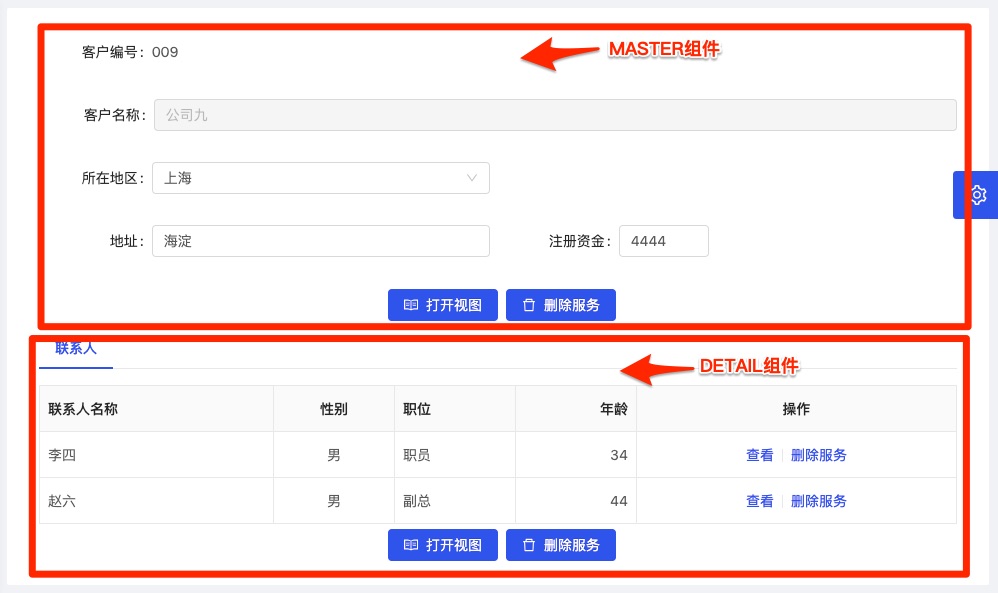 客户编号： 009
MASTER组件
客户名称： 公司九
所在地区： 上海
地址： 海淀 注册资金： 4444
打开视图 删除服务
联系人
DETAIL组件
联系人名称 性别 职位 年龄 操作
李四 男 职员 34 查看 删除服务
赵六 男 副总 44 查看 删除服务
打开视图 删除服务